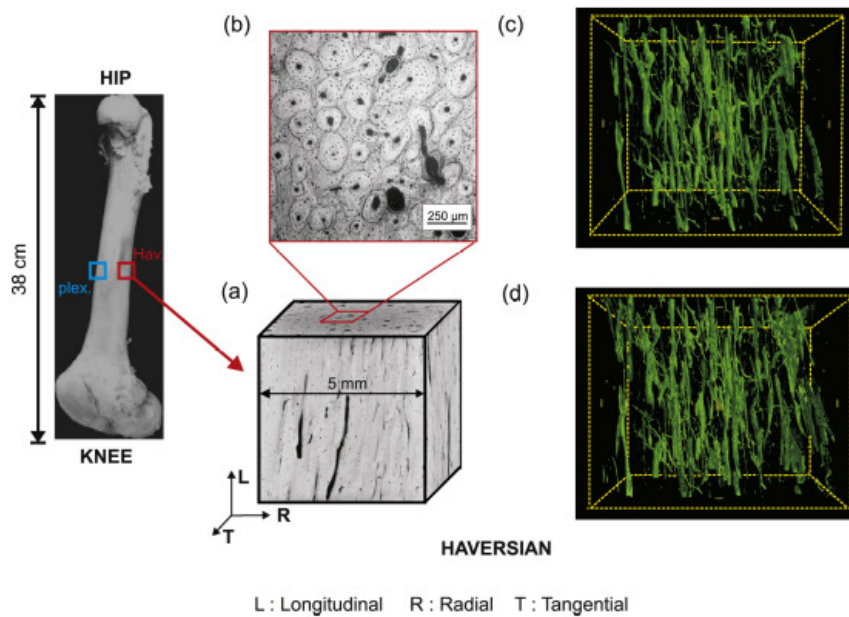 (b)
(c)
HIP
250 µm
38 cm
Hav.
plex.
(a)
(d)
5 mm
KNEE
L
R
T
HAVERSIAN
L : Longitudinal R : Radial T : Tangential